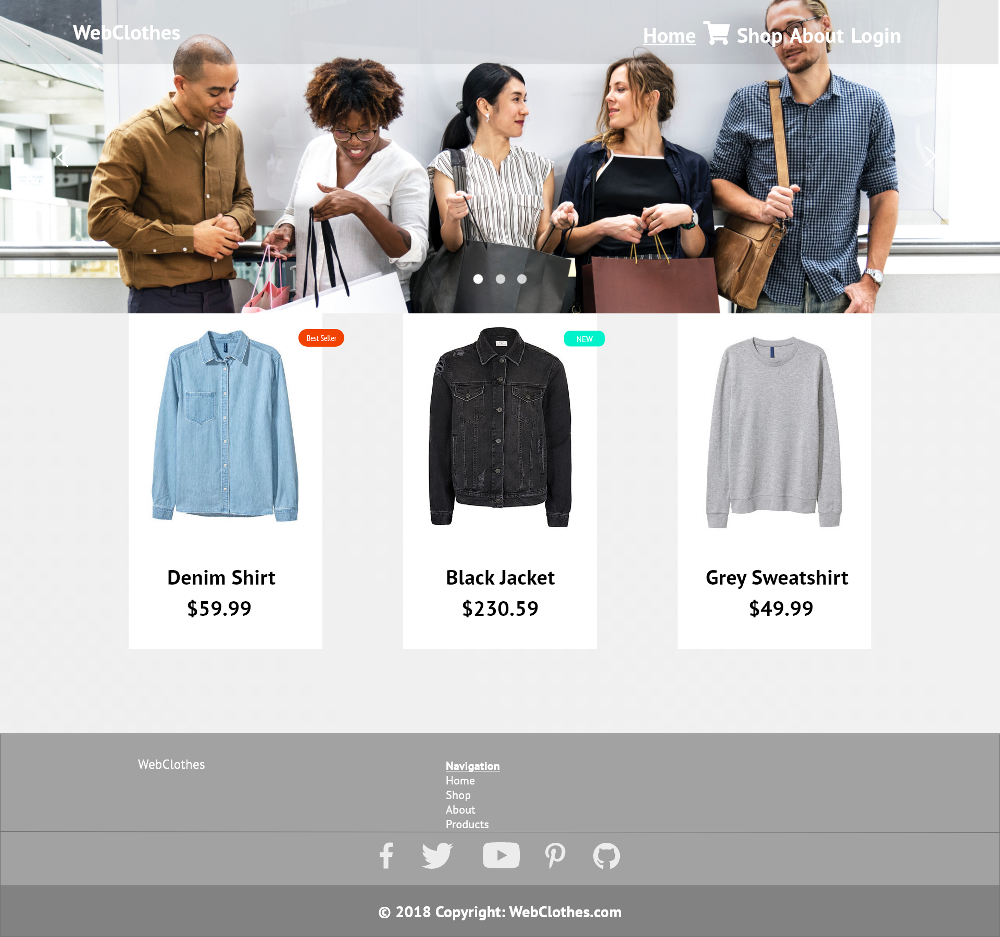 WebClothes
Home Shop About Login
Best Seller
NEW
Denim Shirt
$59.99
Black Jacket
$230.59
Grey Sweatshirt
$49.99
WebClothes
Navigation
Home
Shop
About
Products
© 2018 Copyright: WebClothes.com